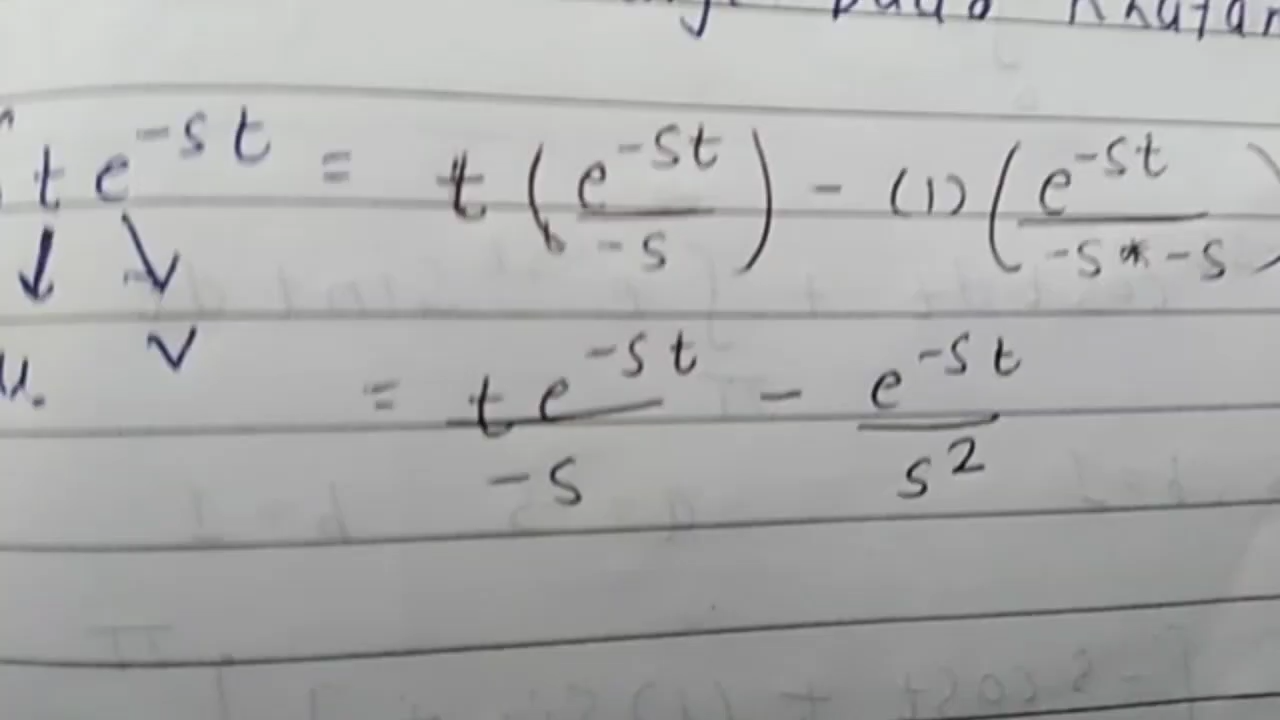 t e^{-st} = t (e^{-st}/-s) - (1) (e^{-st}/-s * -s)
u. v = t e^{-st}/-s - e^{-st}/s^2